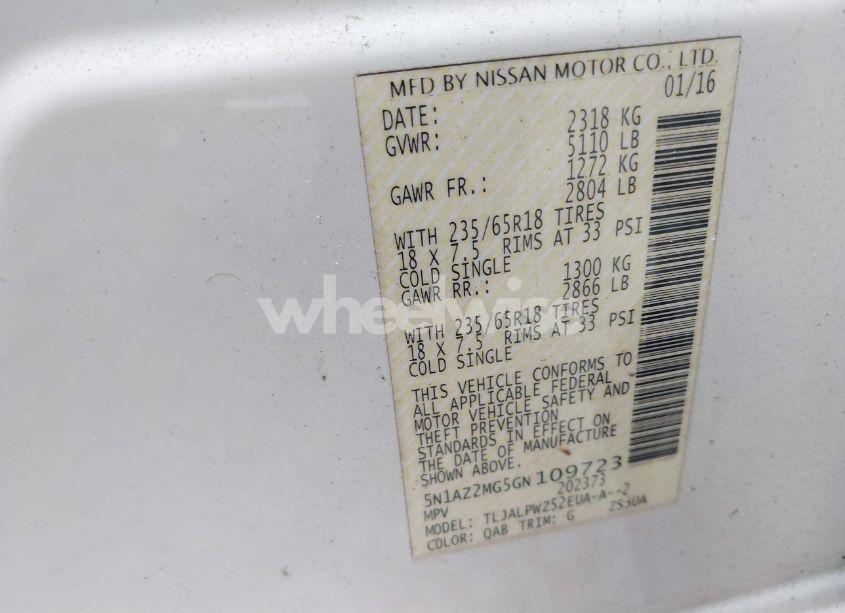 MFD BY NISSAN MOTOR CO., LTD.
DATE: 01/16
GVWR: 2318 KG
5110 LB
GAWR FR.: 1272 KG
2804 LB
WITH 235/65R18 TIRES
18 X 7.5 RIMS AT 33 PSI
COLD SINGLE
GAWR RR.: 1300 KG
2866 LB
WITH 235/65R18 TIRES
18 X 7.5 RIMS AT 33 PSI
COLD SINGLE
THIS VEHICLE CONFORMS TO
ALL APPLICABLE FEDERAL
MOTOR VEHICLE SAFETY AND
THEFT PREVENTION
STANDARDS IN EFFECT ON
THE DATE OF MANUFACTURE
SHOWN ABOVE.
5N1AZ2MG5GN109723
MPV 202373
MODEL: TLJALPWZ52EUA-A--2
COLOR: QAB TRIM: G 2S30A
wheelwise